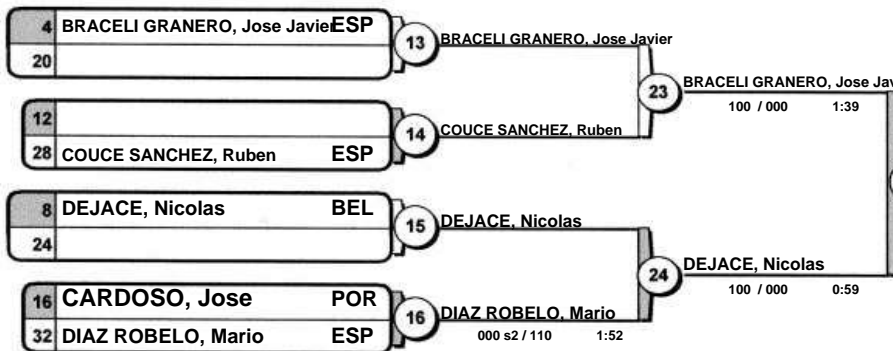 4 BRACELI GRANERO, Jose Javier ESP
20
13
BRACELI GRANERO, Jose Javier
12
28 COUCE SANCHEZ, Ruben ESP
14
COUCE SANCHEZ, Ruben
23
BRACELI GRANERO, Jose Jav
100 / 000 1:39
8 DEJACE, Nicolas BEL
24
15
DEJACE, Nicolas
16 CARDOSO, Jose POR
32 DIAZ ROBELO, Mario ESP
16
DIAZ ROBELO, Mario
000 s2 / 110 1:52
24
DEJACE, Nicolas
100 / 000 0:59